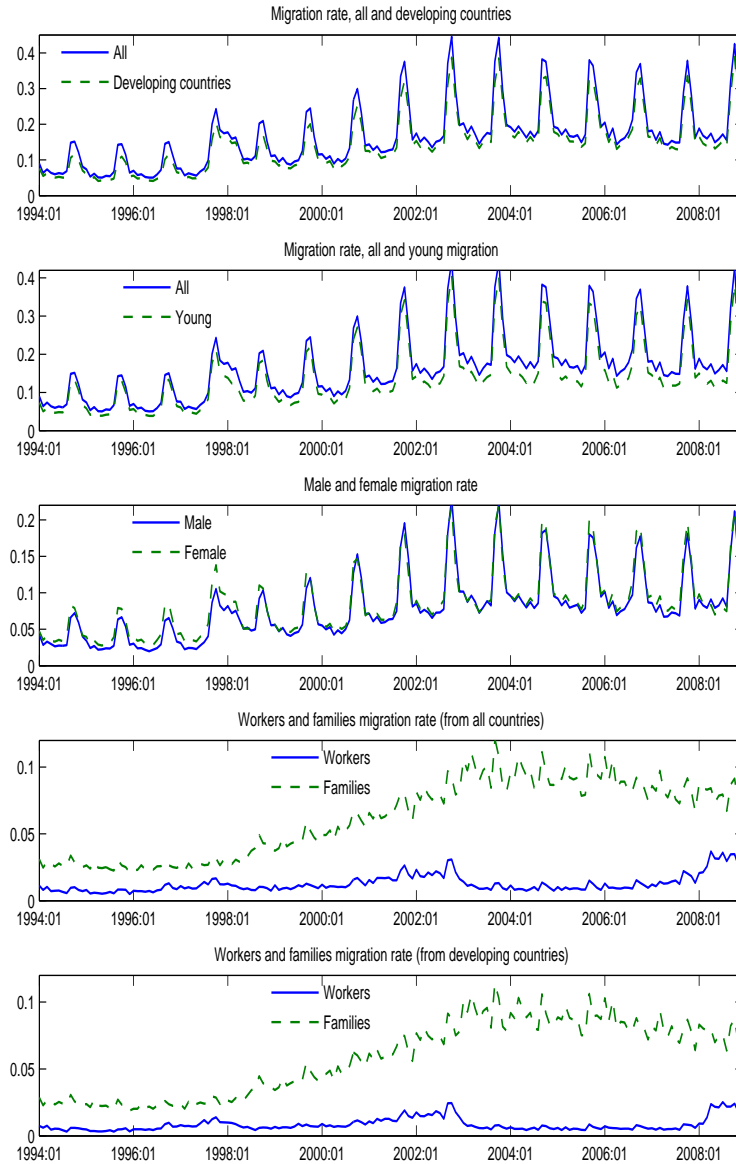 Migration rate, all and developing countries
0.4
0.3
0.2
0.1
0
All
Developing countries
1994:01 1996:01 1998:01 2000:01 2002:01 2004:01 2006:01 2008:01
Migration rate, all and young migration
0.4
0.3
0.2
0.1
0
All
Young
1994:01 1996:01 1998:01 2000:01 2002:01 2004:01 2006:01 2008:01
Male and female migration rate
0.2
0.15
0.1
0.05
0
Male
Female
1994:01 1996:01 1998:01 2000:01 2002:01 2004:01 2006:01 2008:01
Workers and families migration rate (from all countries)
0.1
0.05
0
Workers
Families
1994:01 1996:01 1998:01 2000:01 2002:01 2004:01 2006:01 2008:01
Workers and families migration rate (from developing countries)
0.1
0.05
0
Workers
Families
1994:01 1996:01 1998:01 2000:01 2002:01 2004:01 2006:01 2008:01